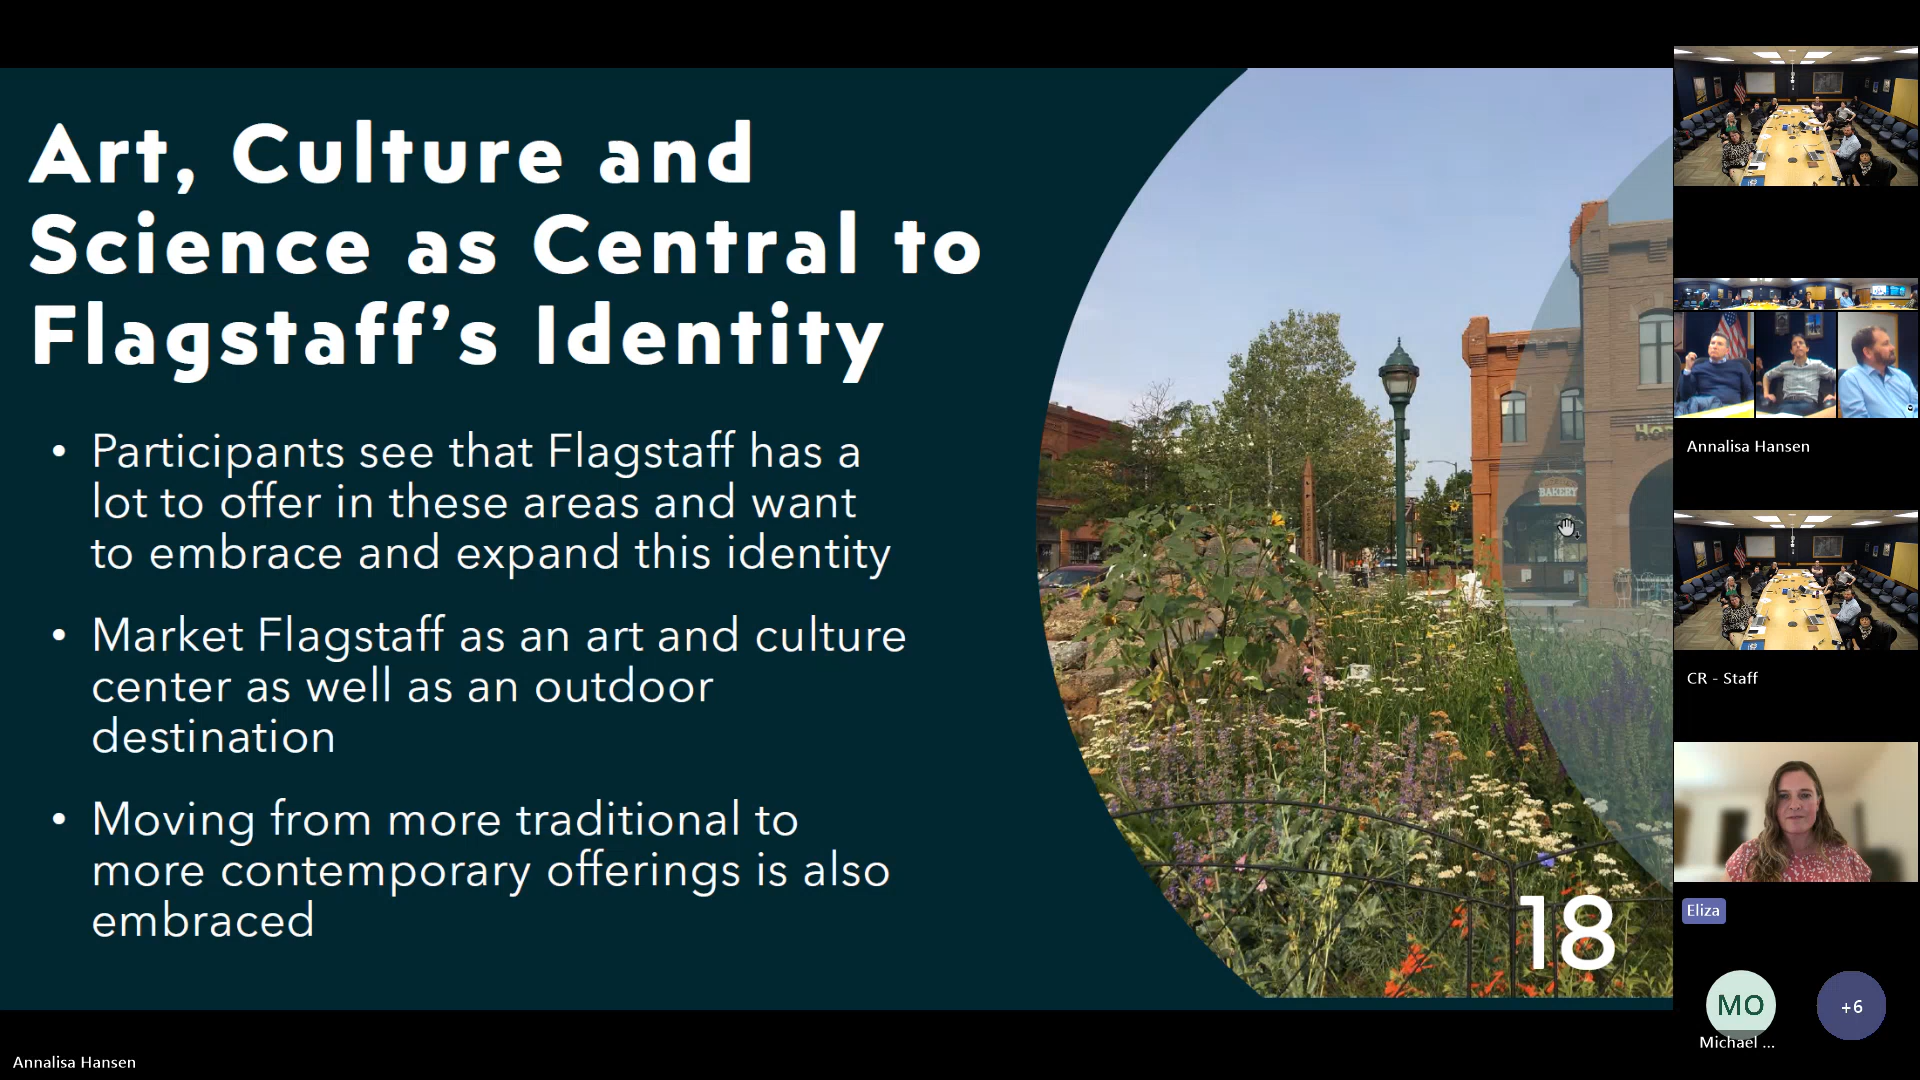 Art, Culture and
Science as Central to
Flagstaff’s Identity
• Participants see that Flagstaff has a
lot to offer in these areas and want
to embrace and expand this identity
• Market Flagstaff as an art and culture
center as well as an outdoor
destination
• Moving from more traditional to
more contemporary offerings is also
embraced
BAKERY
18
Annalisa Hansen
CR - Staff
Eliza
MO
Michael ...
+6
Annalisa Hansen